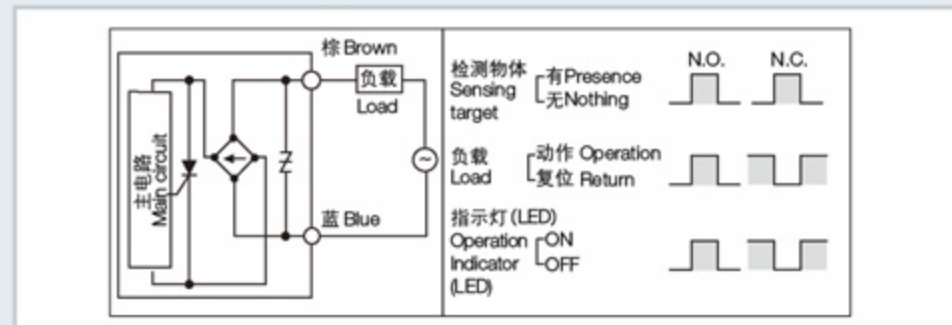 棕 Brown
负载
Load
主电路
Main circuit
蓝 Blue
~
检测物体
Sensing
target
有Presence
无Nothing
N.O.
N.C.
负载
Load
动作 Operation
复位 Return
指示灯(LED)
Operation
Indicator
(LED)
ON
OFF